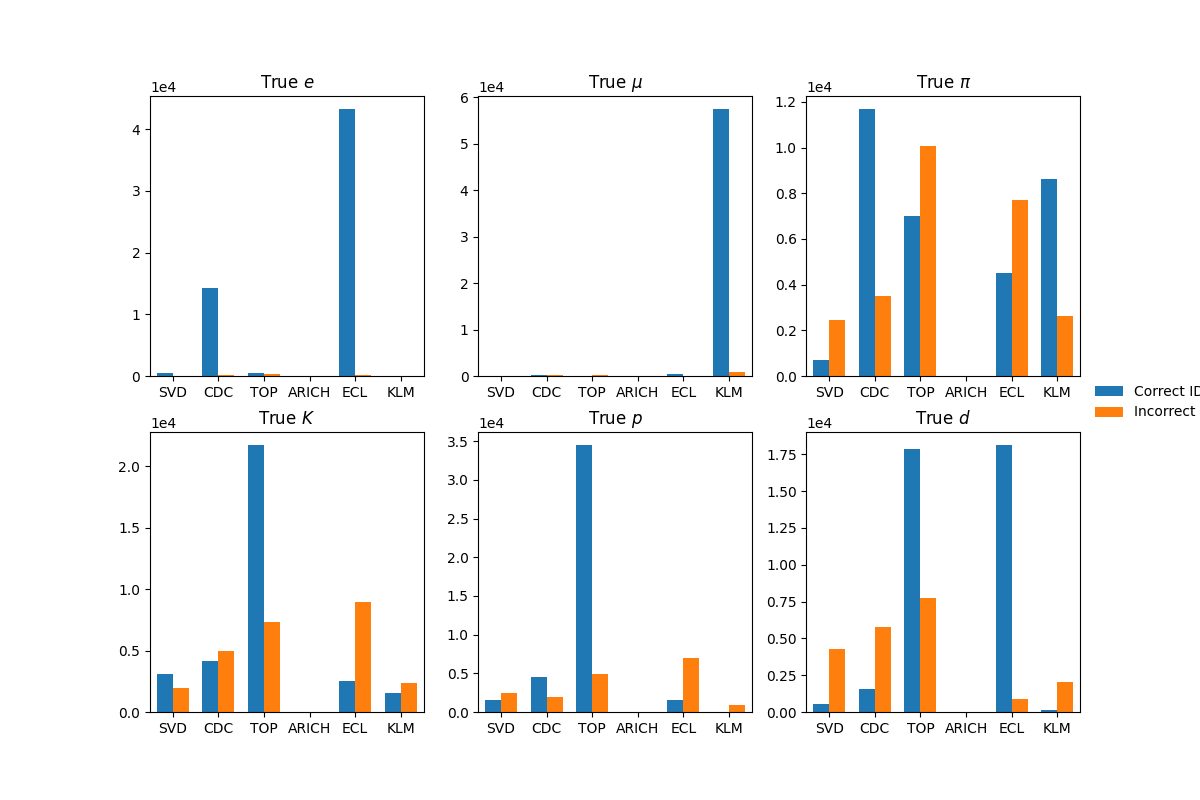 True e
1e4
4
3
2
1
0
SVD CDC TOP ARICH ECL KLM
True μ
1e4
6
5
4
3
2
1
0
SVD CDC TOP ARICH ECL KLM
True π
1e4
1.2
1.0
0.8
0.6
0.4
0.2
0.0
SVD CDC TOP ARICH ECL KLM
Correct ID
Incorrect
True K
1e4
2.0
1.5
1.0
0.5
0.0
SVD CDC TOP ARICH ECL KLM
True p
1e4
3.5
3.0
2.5
2.0
1.5
1.0
0.5
0.0
SVD CDC TOP ARICH ECL KLM
True d
1e4
1.75
1.50
1.25
1.00
0.75
0.50
0.25
0.00
SVD CDC TOP ARICH ECL KLM